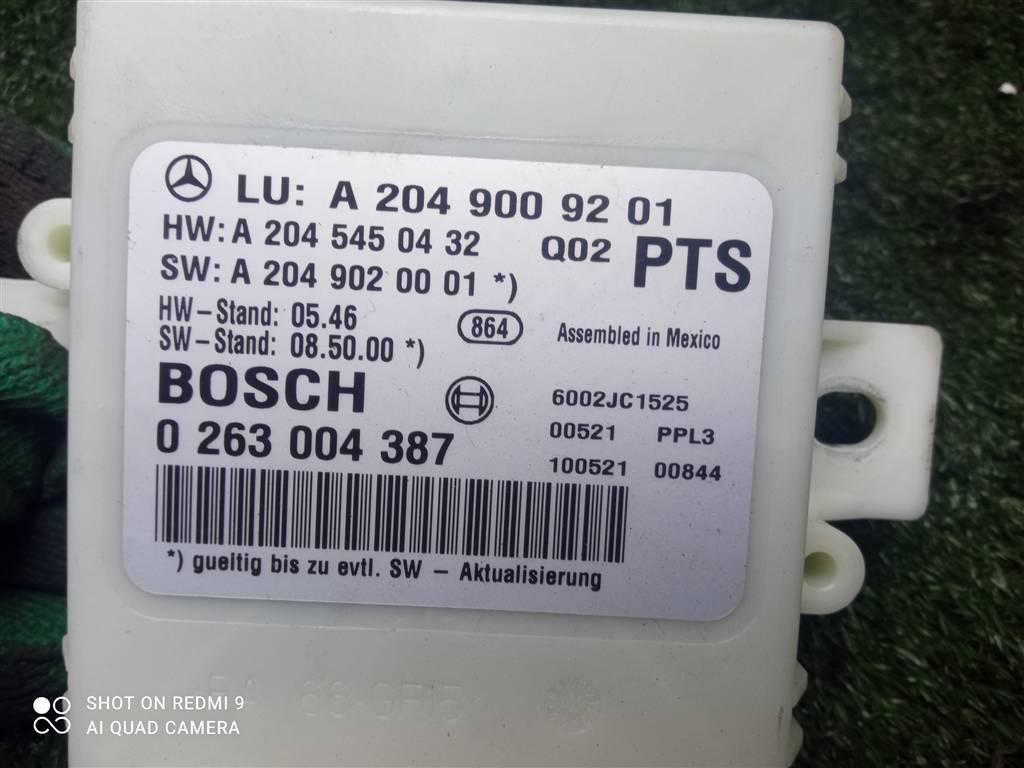 LU: A 204 900 92 01
HW: A 204 545 04 32 Q02 PTS
SW: A 204 902 00 01 *)
HW-Stand: 05.46 864 Assembled in Mexico
SW-Stand: 08.50.00 *)
BOSCH 6002JC1525
0 263 004 387 00521 PPL3
100521 00844
*) gueltig bis zu evtl. SW - Aktualisierung
SHOT ON REDMI 9
AI QUAD CAMERA